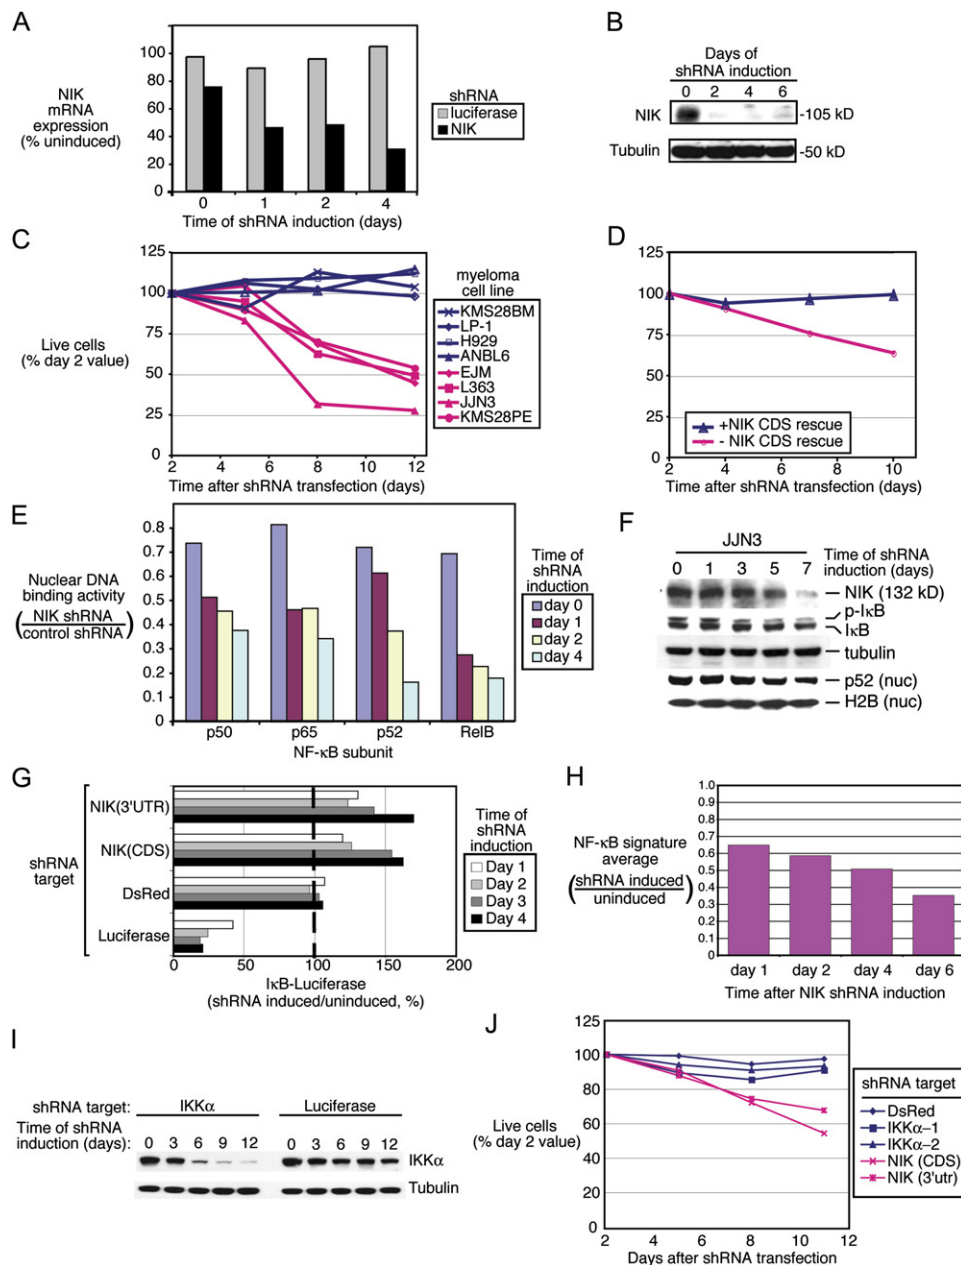 A
NIK
mRNA
expression
(% uninduced)
100
80
60
40
20
0
0 1 2 4
Time of shRNA induction (days)
shRNA
luciferase
NIK
B
Days of
shRNA induction
0 2 4 6
NIK
-105 kD
Tubulin
-50 kD
C
Live cells
(% day 2 value)
125
100
75
50
25
0
2 4 6 8 10 12
Time after shRNA transfection (days)
myeloma
cell line
KMS28BM
LP-1
H929
ANBL6
EJM
L363
JJN3
KMS28PE
D
125
100
75
50
25
0
2 4 6 8 10
Time after shRNA transfection (days)
+NIK CDS rescue
- NIK CDS rescue
E
Nuclear DNA
binding activity
(NIK shRNA
control shRNA)
0.8
0.7
0.6
0.5
0.4
0.3
0.2
0.1
0
p50 p65 p52 RelB
NF-κB subunit
Time of
shRNA
induction
day 0
day 1
day 2
day 4
F
JJN3
0 1 3 5 7
Time of shRNA
induction (days)
NIK (132 kD)
p-IκB
IκB
tubulin
p52 (nuc)
H2B (nuc)
G
shRNA
target
NIK(3'UTR)
NIK(CDS)
DsRed
Luciferase
0 50 100 150 200
IκB-Luciferase
(shRNA induced/uninduced, %)
Time of
shRNA
induction
Day 1
Day 2
Day 3
Day 4
H
NF-κB signature
average
(shRNA induced
uninduced)
1.0
0.9
0.8
0.7
0.6
0.5
0.4
0.3
0.2
0.1
0
day 1 day 2 day 4 day 6
Time after NIK shRNA induction
I
shRNA target: IKKα Luciferase
Time of shRNA
induction (days): 0 3 6 9 12 0 3 6 9 12
IKKα
Tubulin
J
Live cells
(% day 2 value)
120
100
80
60
40
20
0
2 4 6 8 10 12
Days after shRNA transfection
shRNA target
DsRed
IKKα-1
IKKα-2
NIK (CDS)
NIK (3'utr)